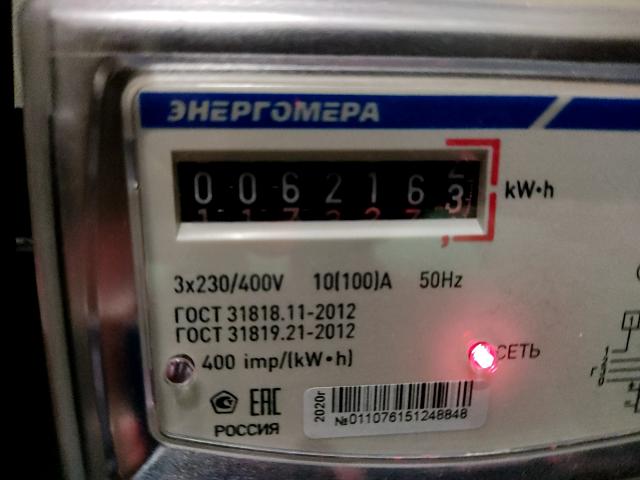 ЭНЕРГОМЕРА
0062163
kW•h
3x230/400V 10(100)A 50Hz
ГОСТ 31818.11-2012
ГОСТ 31819.21-2012
400 imp/(kW•h)
СЕТЬ
ЕАС
РОССИЯ
2020г
№011076151248848